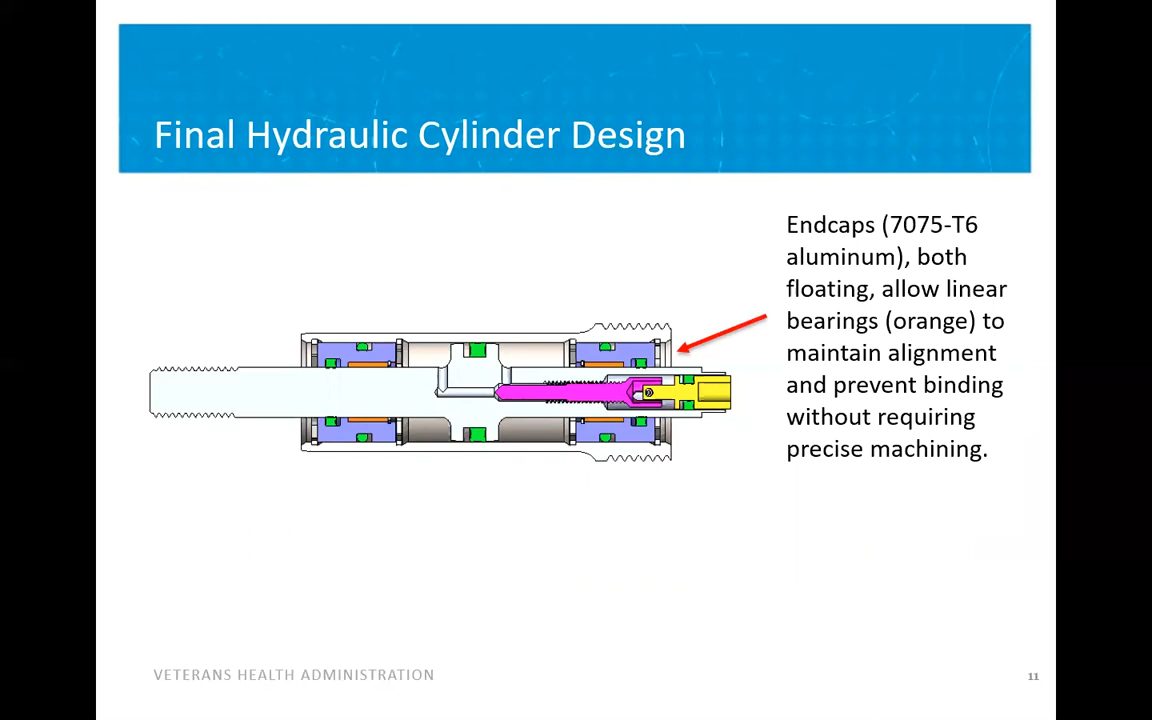 Final Hydraulic Cylinder Design
Endcaps (7075-T6
aluminum), both
floating, allow linear
bearings (orange) to
maintain alignment
and prevent binding
without requiring
precise machining.
VETERANS HEALTH ADMINISTRATION
11